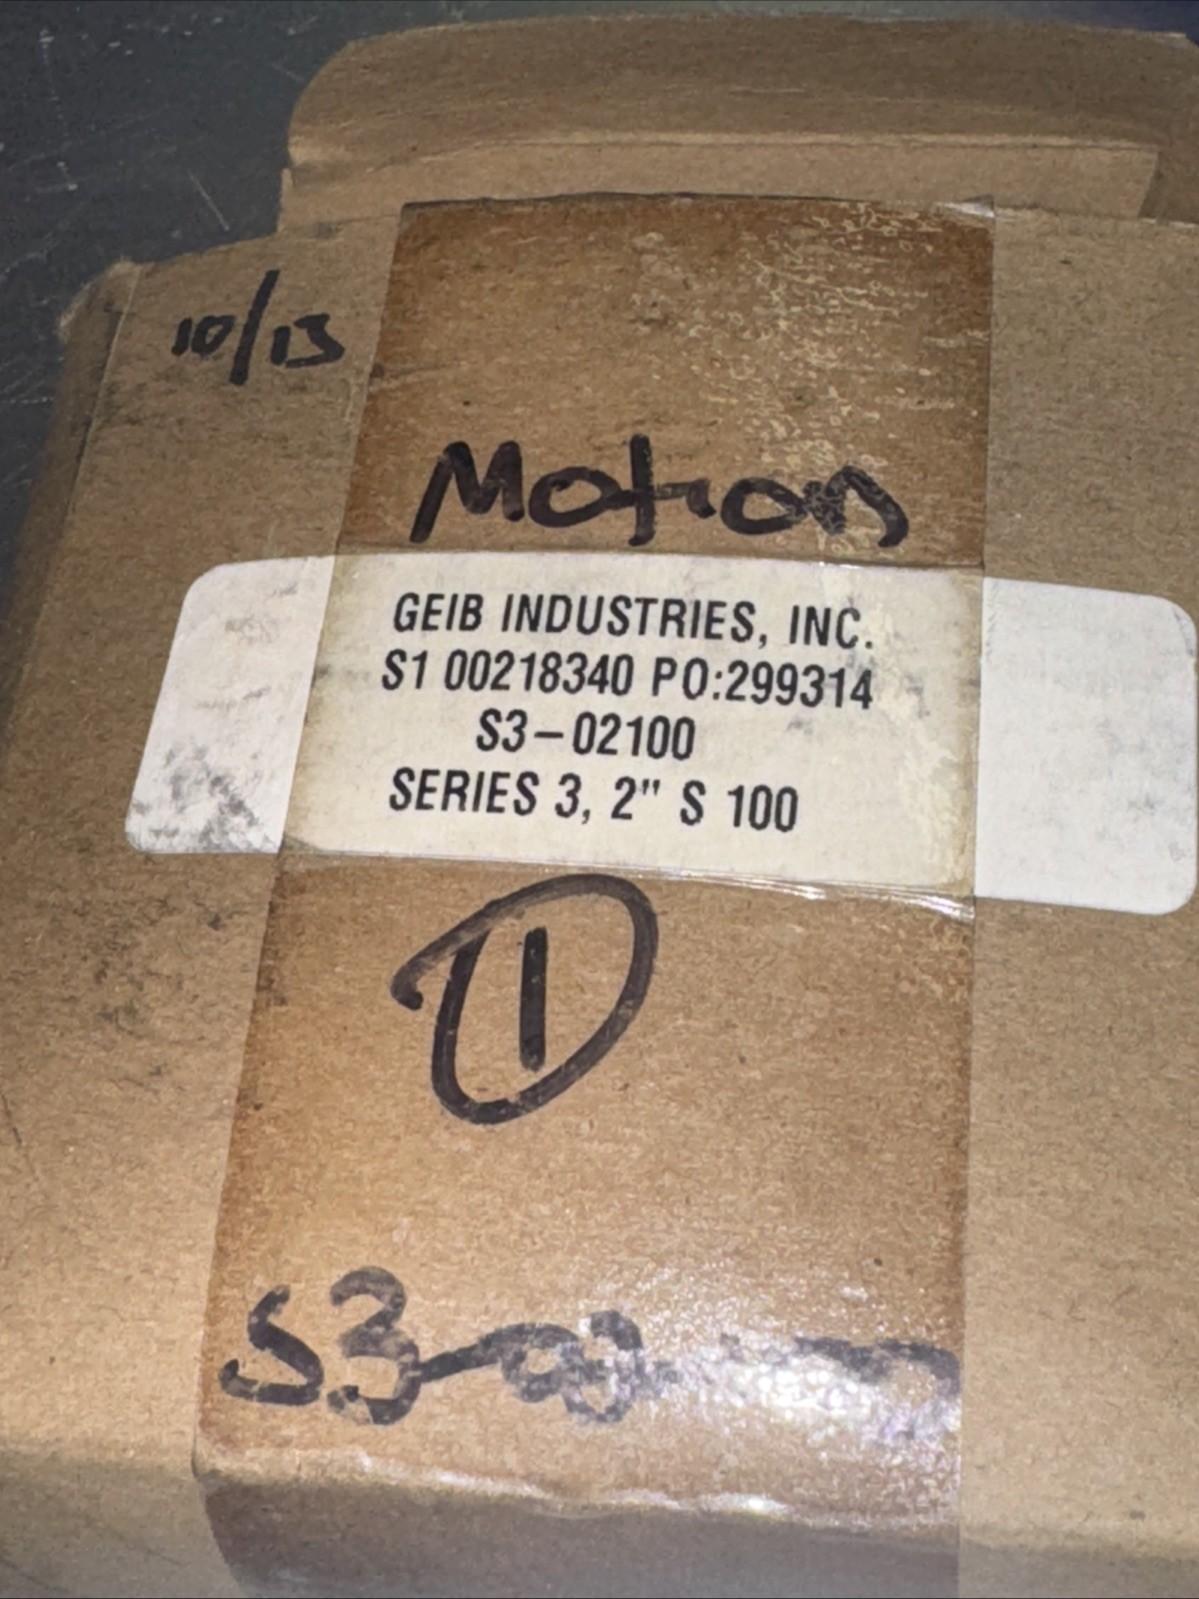 10/13
Motion
GEIB INDUSTRIES, INC.
S1 00218340 PO:299314
S3-02100
SERIES 3, 2" S 100
1